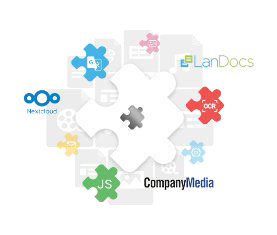 LanDocs
OCR
Nextcloud
JS
CompanyMedia